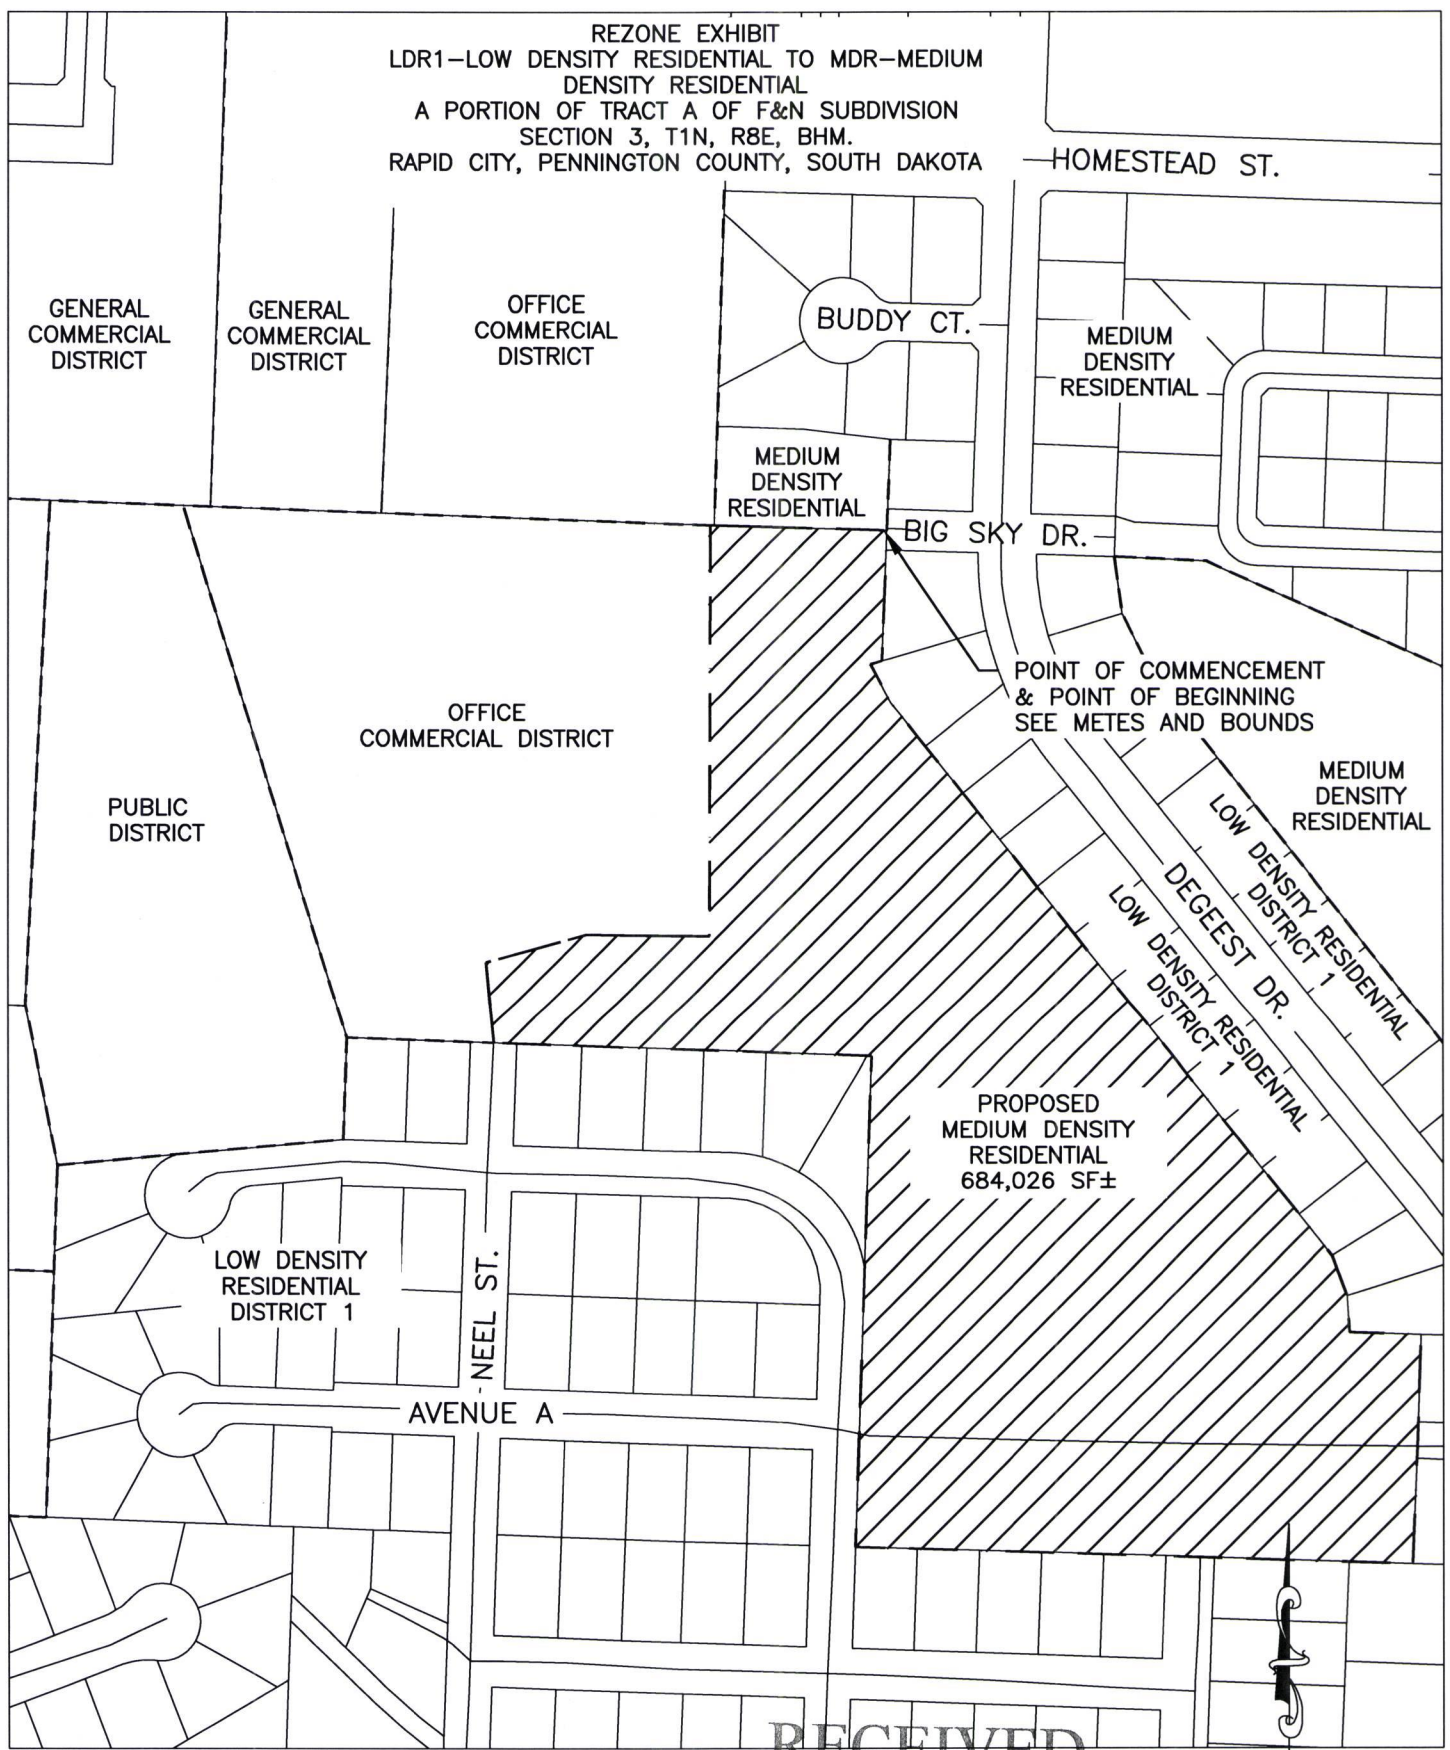 REZONE EXHIBIT
LDR1-LOW DENSITY RESIDENTIAL TO MDR-MEDIUM
DENSITY RESIDENTIAL
A PORTION OF TRACT A OF F&N SUBDIVISION
SECTION 3, T1N, R8E, BHM.
RAPID CITY, PENNINGTON COUNTY, SOUTH DAKOTA
HOMESTEAD ST.
GENERAL
COMMERCIAL
DISTRICT
GENERAL
COMMERCIAL
DISTRICT
OFFICE
COMMERCIAL
DISTRICT
BUDDY CT.
MEDIUM
DENSITY
RESIDENTIAL
MEDIUM
DENSITY
RESIDENTIAL
BIG SKY DR.
POINT OF COMMENCEMENT
& POINT OF BEGINNING
SEE METES AND BOUNDS
OFFICE
COMMERCIAL DISTRICT
PUBLIC
DISTRICT
MEDIUM
DENSITY
RESIDENTIAL
LOW DENSITY RESIDENTIAL
DISTRICT 1
DEGEEST DR.
LOW DENSITY RESIDENTIAL
DISTRICT 1
PROPOSED
MEDIUM DENSITY
RESIDENTIAL
684,026 SF±
LOW DENSITY
RESIDENTIAL
DISTRICT 1
NEEL ST.
AVENUE A
RECEIVED